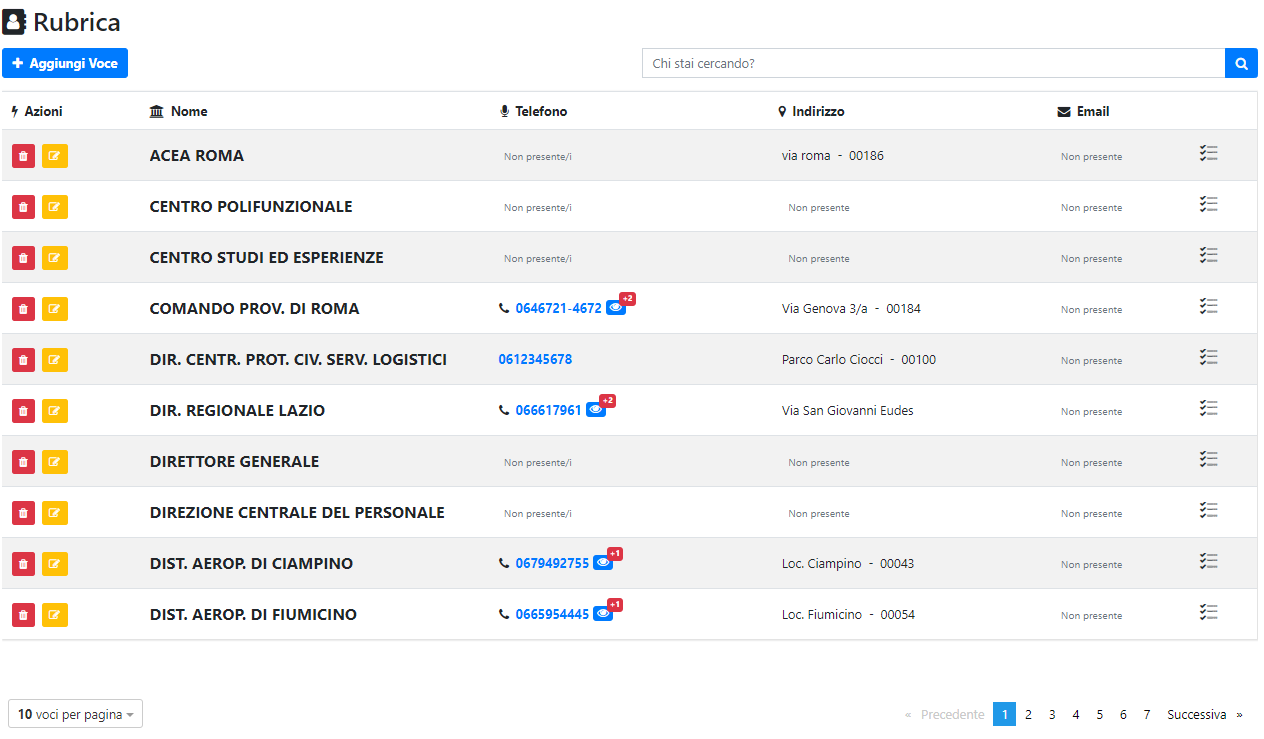 Rubrica
Aggiungi Voce
Chi stai cercando?
Azioni Nome Telefono Indirizzo Email
ACEA ROMA Non presente/i via roma - 00186 Non presente
CENTRO POLIFUNZIONALE Non presente/i Non presente Non presente
CENTRO STUDI ED ESPERIENZE Non presente/i Non presente Non presente
COMANDO PROV. DI ROMA 0646721-4672 +2 Via Genova 3/a - 00184 Non presente
DIR. CENTR. PROT. CIV. SERV. LOGISTICI 0612345678 Parco Carlo Ciocci - 00100 Non presente
DIR. REGIONALE LAZIO 066617961 +2 Via San Giovanni Eudes Non presente
DIRETTORE GENERALE Non presente/i Non presente Non presente
DIREZIONE CENTRALE DEL PERSONALE Non presente/i Non presente Non presente
DIST. AEROP. DI CIAMPINO 0679492755 +1 Loc. Ciampino - 00043 Non presente
DIST. AEROP. DI FIUMICINO 0665954445 +1 Loc. Fiumicino - 00054 Non presente
10 voci per pagina « Precedente 1 2 3 4 5 6 7 Successiva »